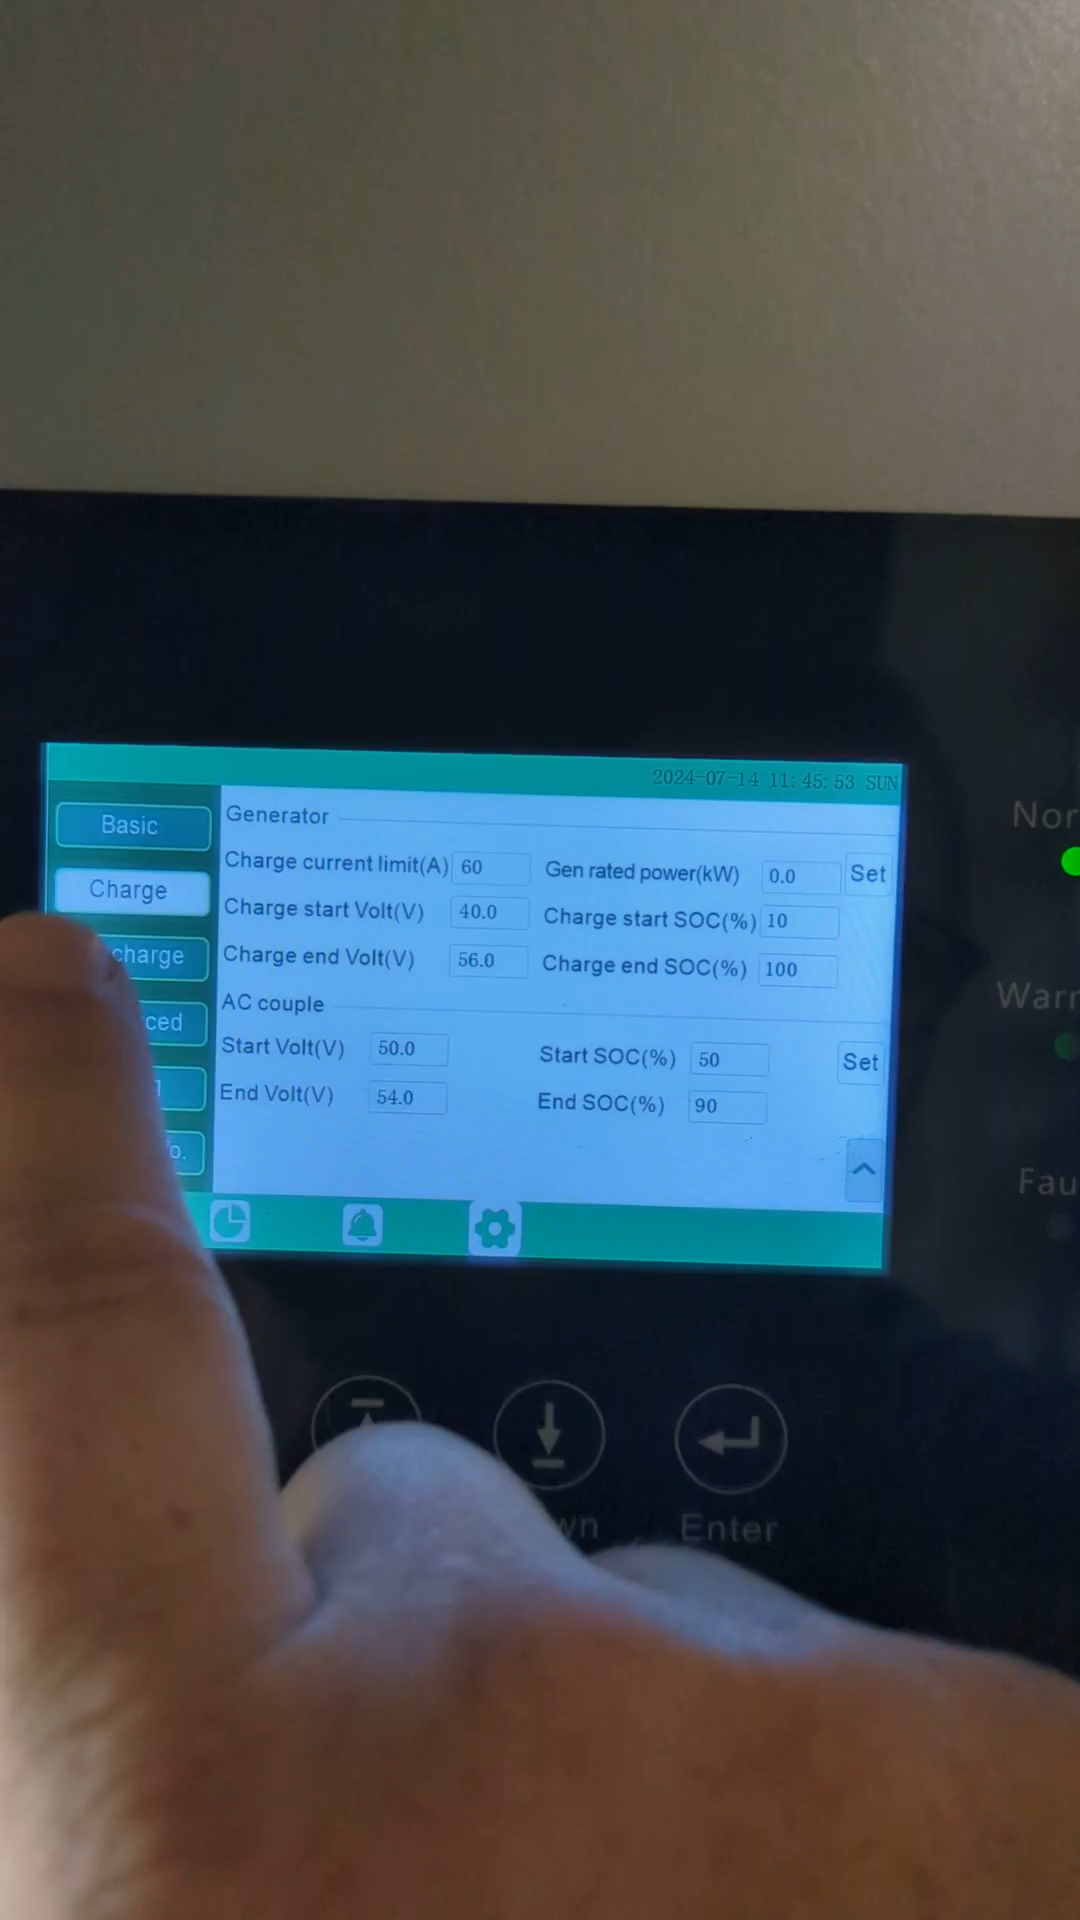 2024-07-14 11:45:53 SUN
Basic
Charge
charge
ced
o.
Generator
Charge current limit(A) 60 Gen rated power(kW) 0.0 Set
Charge start Volt(V) 40.0 Charge start SOC(%) 10
Charge end Volt(V) 56.0 Charge end SOC(%) 100
AC couple
Start Volt(V) 50.0 Start SOC(%) 50 Set
End Volt(V) 54.0 End SOC(%) 90
Nor
Warr
Fau
wn
Enter